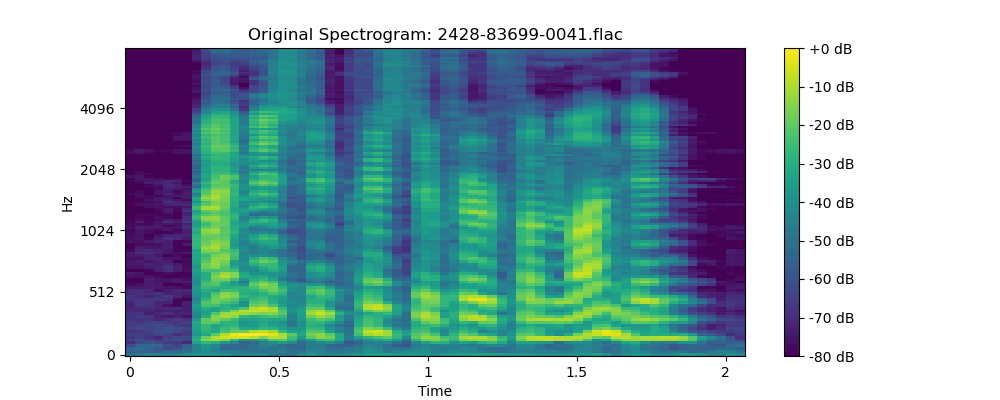 Original Spectrogram: 2428-83699-0041.flac
Hz
4096
2048
1024
512
0
0
0.5
1
1.5
2
Time
+0 dB
-10 dB
-20 dB
-30 dB
-40 dB
-50 dB
-60 dB
-70 dB
-80 dB